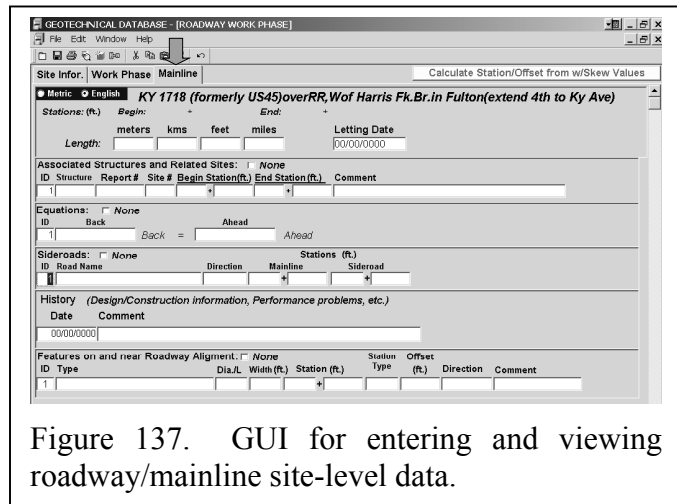 GEOTECHNICAL DATABASE - [ROADWAY WORK PHASE]
File Edit Window Help
Site Infor. Work Phase Mainline Calculate Station/Offset from w/Skew Values
Metric English KY 1718 (formerly US45)overRR,Wof Harris Fk.Br.in Fulton(extend 4th to Ky Ave)
Stations: (ft.) Begin: + End: +
meters kms feet miles Letting Date
Length: 00/00/0000
Associated Structures and Related Sites: None
ID Structure Report # Site # Begin Station(ft.) End Station(ft.) Comment
1 + +
Equations: None
ID Back Ahead
1 Back = Ahead
Sideroads: None Stations (ft.)
ID Road Name Direction Mainline Sideroad
1 + +
History (Design/Construction information, Performance problems, etc.)
Date Comment
00/00/0000
Features on and near Roadway Aligment: None Station Offset
ID Type Dia./L Width (ft.) Station (ft.) Type (ft.) Direction Comment
1 +
Figure 137. GUI for entering and viewing
roadway/mainline site-level data.